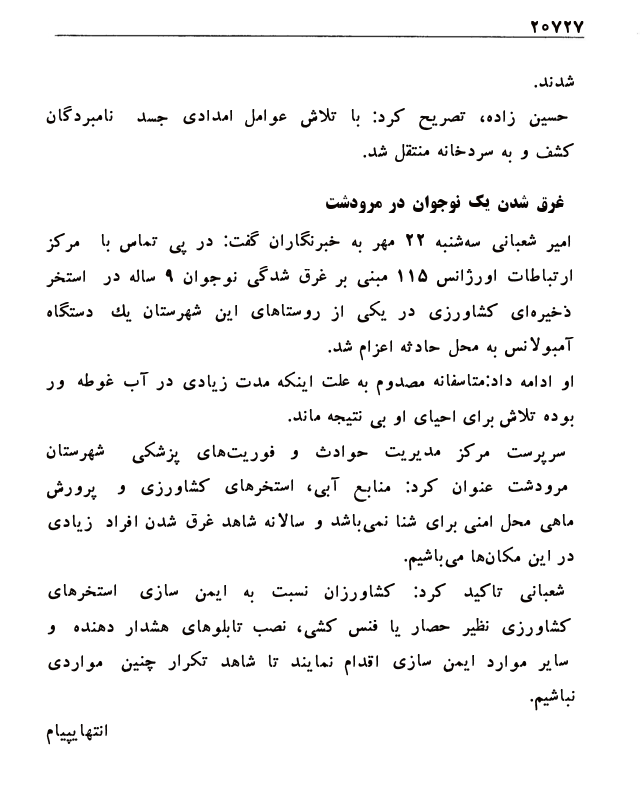 ۲۰۷۲۷
شدند.
حسین زاده، تصریح کرد: با تلاش عوامل امدادی جسد نامبردگان
کشف و به سردخانه منتقل شد.
غرق شدن یک نوجوان در مرودشت
امیر شعبانی سه‌شنبه ۲۲ مهر به خبرنگاران گفت: در پی تماس با مرکز
ارتباطات اورژانس ۱۱۵ مبنی بر غرق شدگی نوجوان ۹ ساله در استخر
ذخیره‌ای کشاورزی در یکی از روستاهای این شهرستان یك دستگاه
آمبولانس به محل حادثه اعزام شد.
او ادامه داد:متاسفانه مصدوم به علت اینکه مدت زیادی در آب غوطه ور
بوده تلاش برای احیای او بی نتیجه ماند.
سرپرست مرکز مدیریت حوادث و فوریت‌های پزشکی شهرستان
مرودشت عنوان کرد: منابع آبی، استخرهای کشاورزی و پرورش
ماهی محل امنی برای شنا نمی‌باشد و سالانه شاهد غرق شدن افراد زیادی
در این مکان‌ها می‌باشیم.
شعبانی تاکید کرد: کشاورزان نسبت به ایمن سازی استخرهای
کشاورزی نظیر حصار یا فنس کشی، نصب تابلوهای هشدار دهنده و
سایر موارد ایمن سازی اقدام نمایند تا شاهد تکرار چنین مواردی
نباشیم.
انتهایپیام